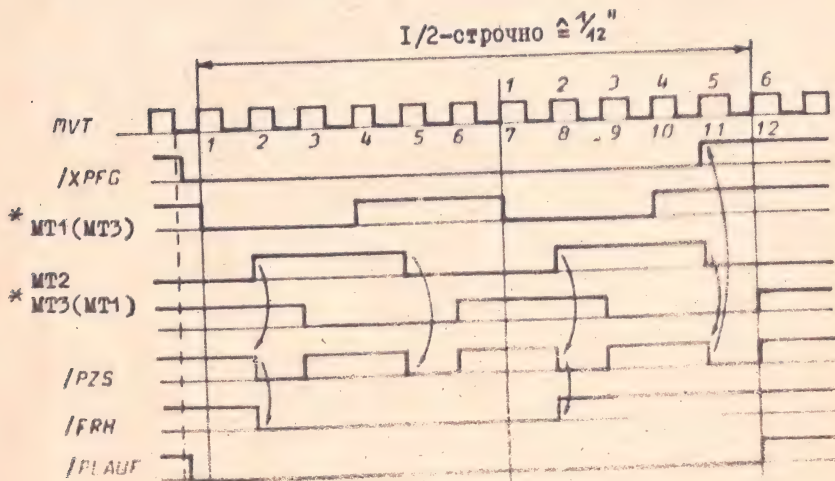 I/2-строчно ≙ 1/12"
1 2 3 4 5 6
MVT
1 2 3 4 5 6 7 8 9 10 11 12
/XPFG
* MT1(MT3)
MT2
* MT3(MT1)
/PZS
/FRH
/PLAUF